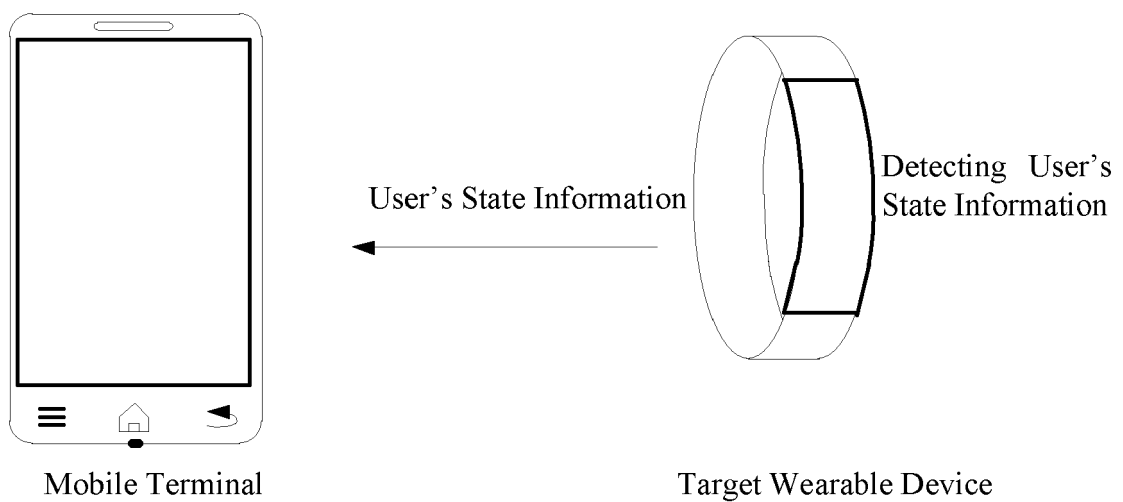 User's State Information
Detecting User's
State Information
Mobile Terminal
Target Wearable Device